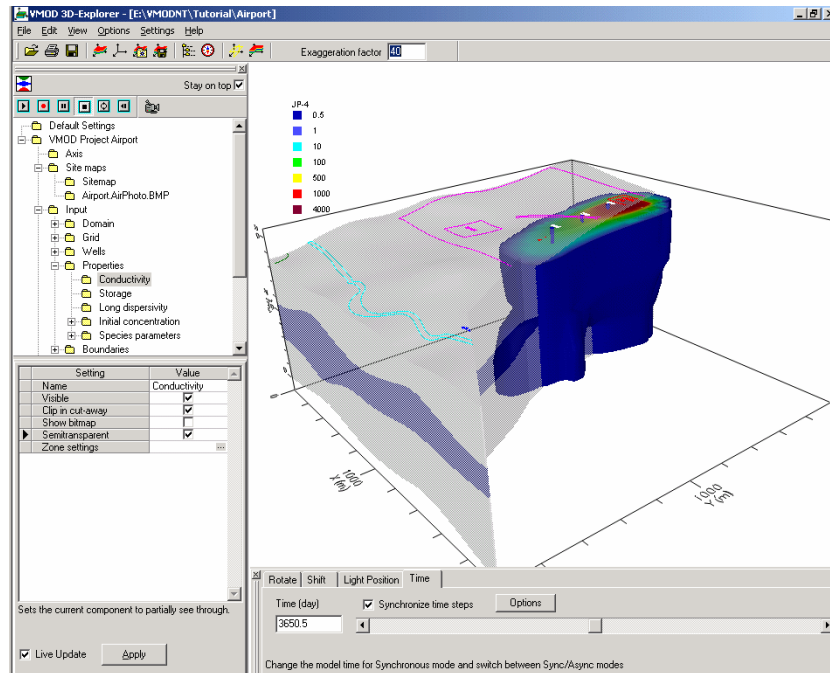 VMOD 3D-Explorer - [E:\VMODNT\Tutorial\Airport]
File Edit View Options Settings Help
Exaggeration factor 40
Stay on top
Default Settings
VMOD Project Airport
Axis
Site maps
Sitemap
Airport.AirPhoto.BMP
Input
Domain
Grid
Wells
Properties
Conductivity
Storage
Long dispersivity
Initial concentration
Species parameters
Boundaries
Setting Value
Name Conductivity
Visible
Clip in cut-away
Show bitmap
Semitransparent
Zone settings ...
Sets the current component to partially see through.
Live Update Apply
JP-4
0.5
1
10
100
500
1000
4000
1000
X (m)
1000
Y (m)
Rotate Shift Light Position Time
Time (day) Synchronize time steps Options
3650.5
Change the model time for Synchronous mode and switch between Sync/Async modes